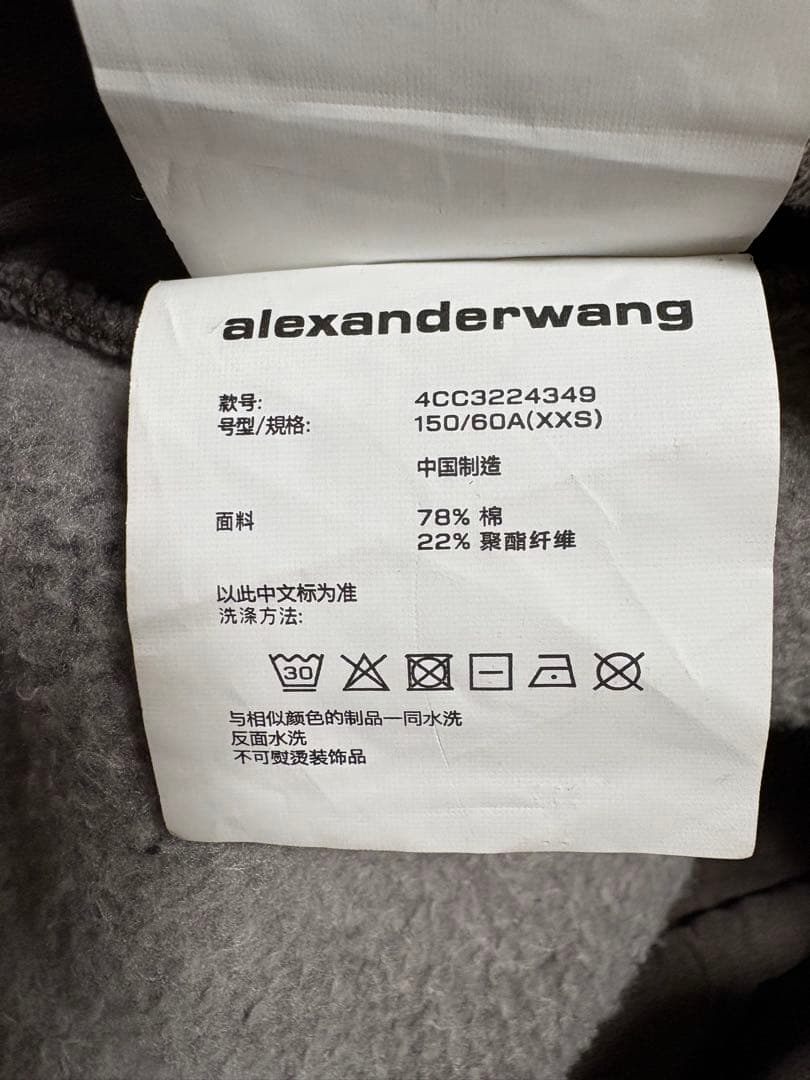 alexanderwang
款号: 4CC3224349
号型/规格: 150/60A(XXS)
中国制造
面料 78% 棉
22% 聚酯纤维
以此中文标为准
洗涤方法:
30
与相似颜色的制品一同水洗
反面水洗
不可熨烫装饰品